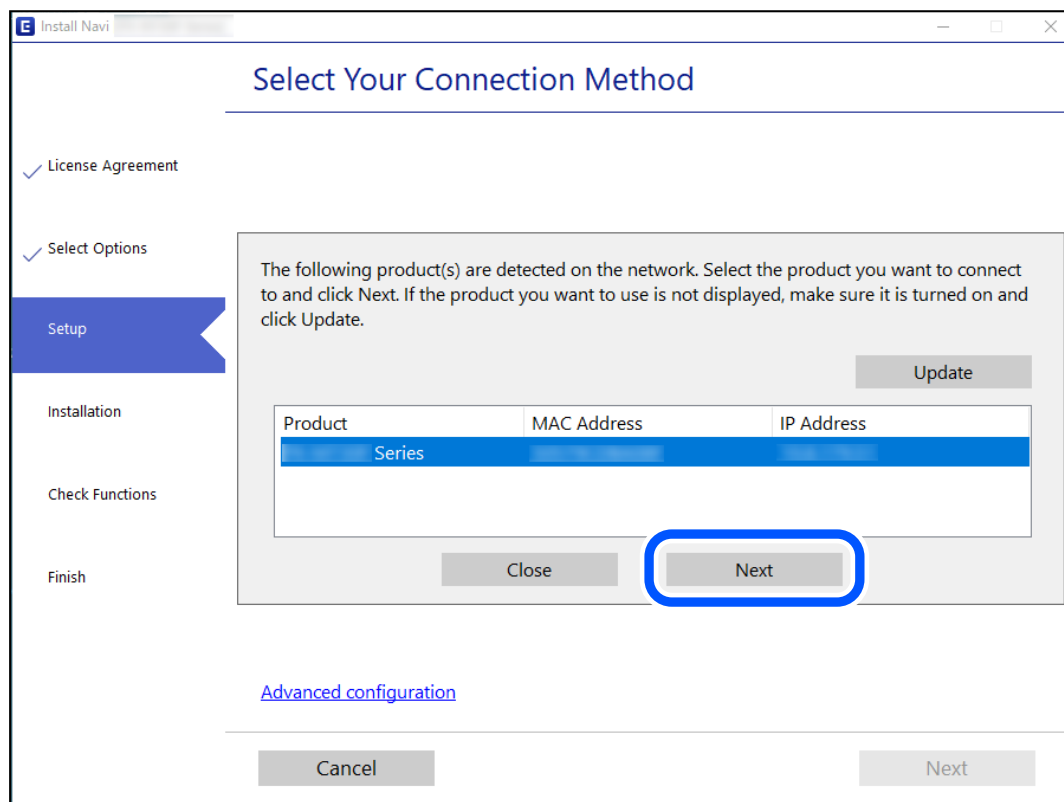 Install Navi
Select Your Connection Method
License Agreement
Select Options
Setup
Installation
Check Functions
Finish
The following product(s) are detected on the network. Select the product you want to connect
to and click Next. If the product you want to use is not displayed, make sure it is turned on and
click Update.
Update
Product MAC Address IP Address
Series
Close Next
Advanced configuration
Cancel Next